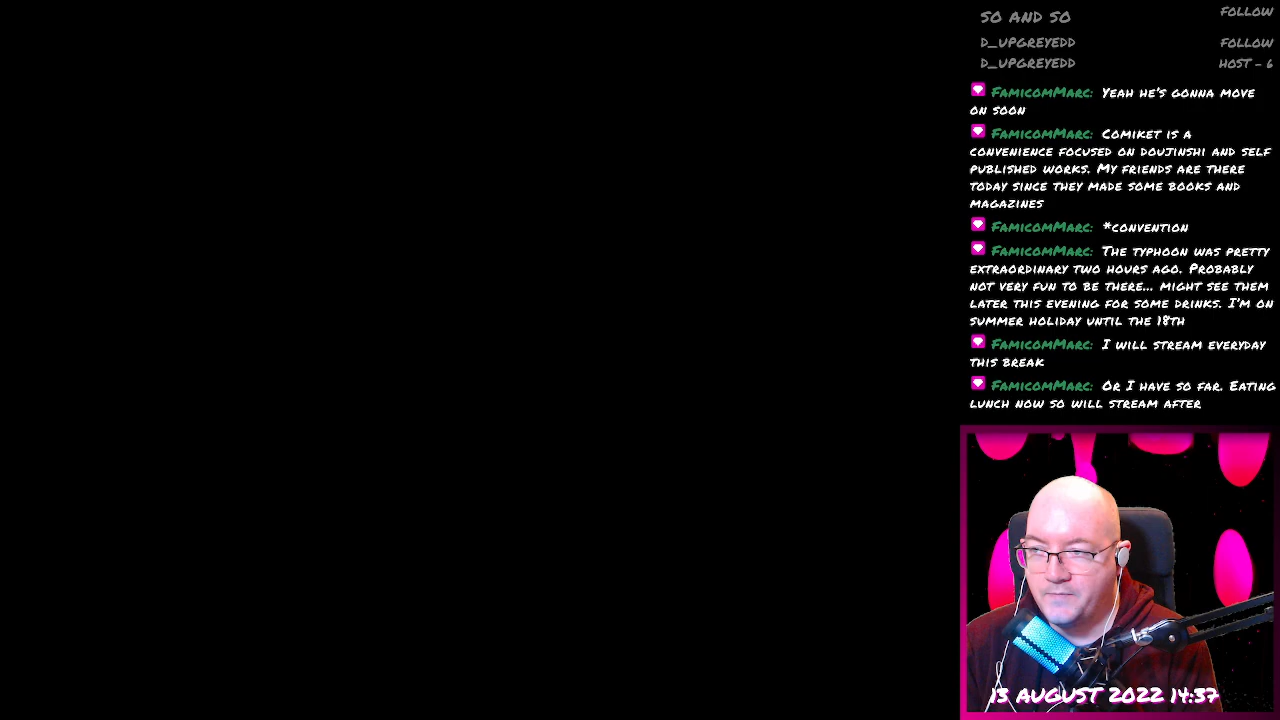 SO AND SO FOLLOW
D_UPGREYEDD FOLLOW
D_UPGREYEDD HOST - 6
FamicomMarc: Yeah he's gonna move
on soon
FamicomMarc: Comiket is a
convenience focused on doujinshi and self
published works. My friends are there
today since they made some books and
magazines
FamicomMarc: *convention
FamicomMarc: The typhoon was pretty
extraordinary two hours ago. Probably
not very fun to be there... might see them
later this evening for some drinks. I'm on
summer holiday until the 18th
FamicomMarc: I will stream everyday
this break
FamicomMarc: Or I have so far. Eating
lunch now so will stream after
13 AUGUST 2022 14:37